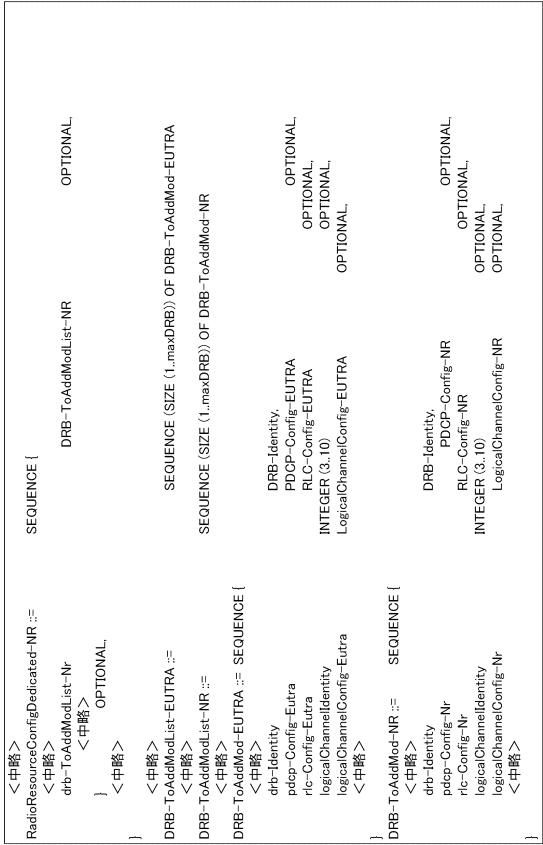 <中略>
RadioResourceConfigDedicated-NR ::= SEQUENCE {
<中略>
drb-ToAddModList-Nr DRB-ToAddModList-NR OPTIONAL,
<中略>
} OPTIONAL,
<中略>
}
<中略>
DRB-ToAddModList-EUTRA ::= SEQUENCE (SIZE (1..maxDRB)) OF DRB-ToAddMod-EUTRA
<中略>
DRB-ToAddModList-NR ::= SEQUENCE (SIZE (1..maxDRB)) OF DRB-ToAddMod-NR
<中略>
DRB-ToAddMod-EUTRA ::= SEQUENCE {
<中略>
drb-Identity DRB-Identity,
pdcp-Config-Eutra PDCP-Config-EUTRA OPTIONAL,
rlc-Config-Eutra RLC-Config-EUTRA OPTIONAL,
logicalChannelIdentity INTEGER (3..10) OPTIONAL,
logicalChannelConfig-Eutra LogicalChannelConfig-EUTRA OPTIONAL,
<中略>
}
DRB-ToAddMod-NR ::= SEQUENCE {
<中略>
drb-Identity DRB-Identity,
pdcp-Config-Nr PDCP-Config-NR OPTIONAL,
rlc-Config-Nr RLC-Config-NR OPTIONAL,
logicalChannelIdentity INTEGER (3..10) OPTIONAL,
logicalChannelConfig-Nr LogicalChannelConfig-NR OPTIONAL,
<中略>
}